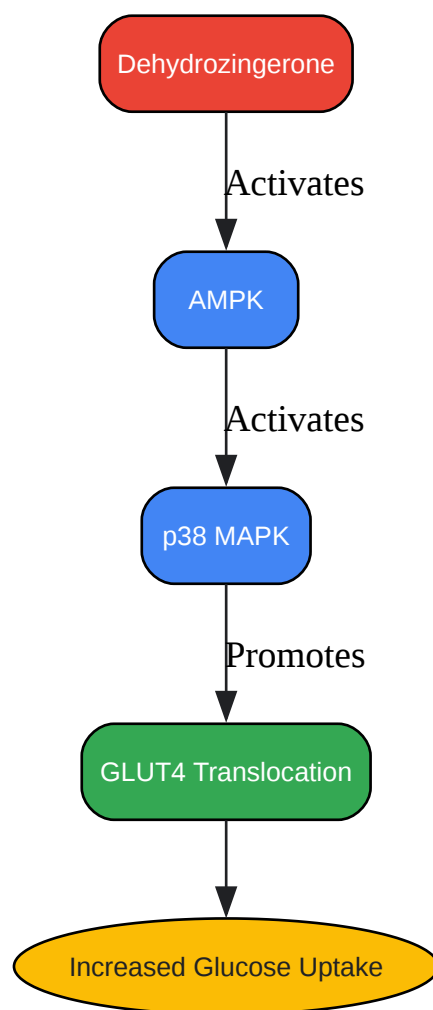 Dehydrozingerone
Activates
AMPK
Activates
p38 MAPK
Promotes
GLUT4 Translocation
Increased Glucose Uptake